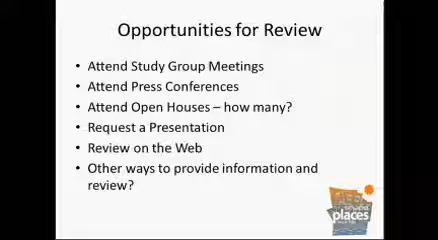 Opportunities for Review
• Attend Study Group Meetings
• Attend Press Conferences
• Attend Open Houses – how many?
• Request a Presentation
• Review on the Web
• Other ways to provide information and
review?
places